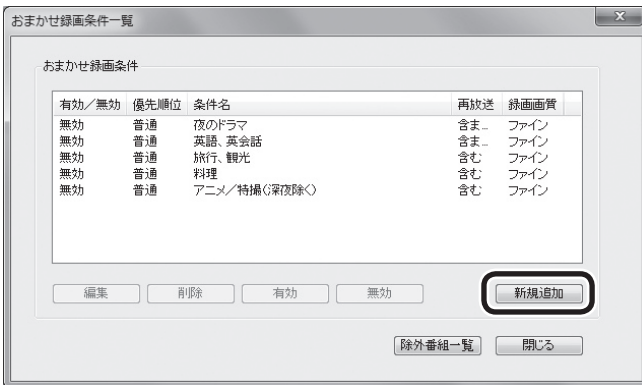 おまかせ録画条件一覧
おまかせ録画条件
有効/無効 優先順位 条件名 再放送 録画画質
無効 普通 夜のドラマ 含ま... ファイン
無効 普通 英語、英会話 含ま... ファイン
無効 普通 旅行、観光 含む ファイン
無効 普通 料理 含む ファイン
無効 普通 アニメ/特撮(深夜除く) 含む ファイン
編集 削除 有効 無効 新規追加
除外番組一覧 閉じる